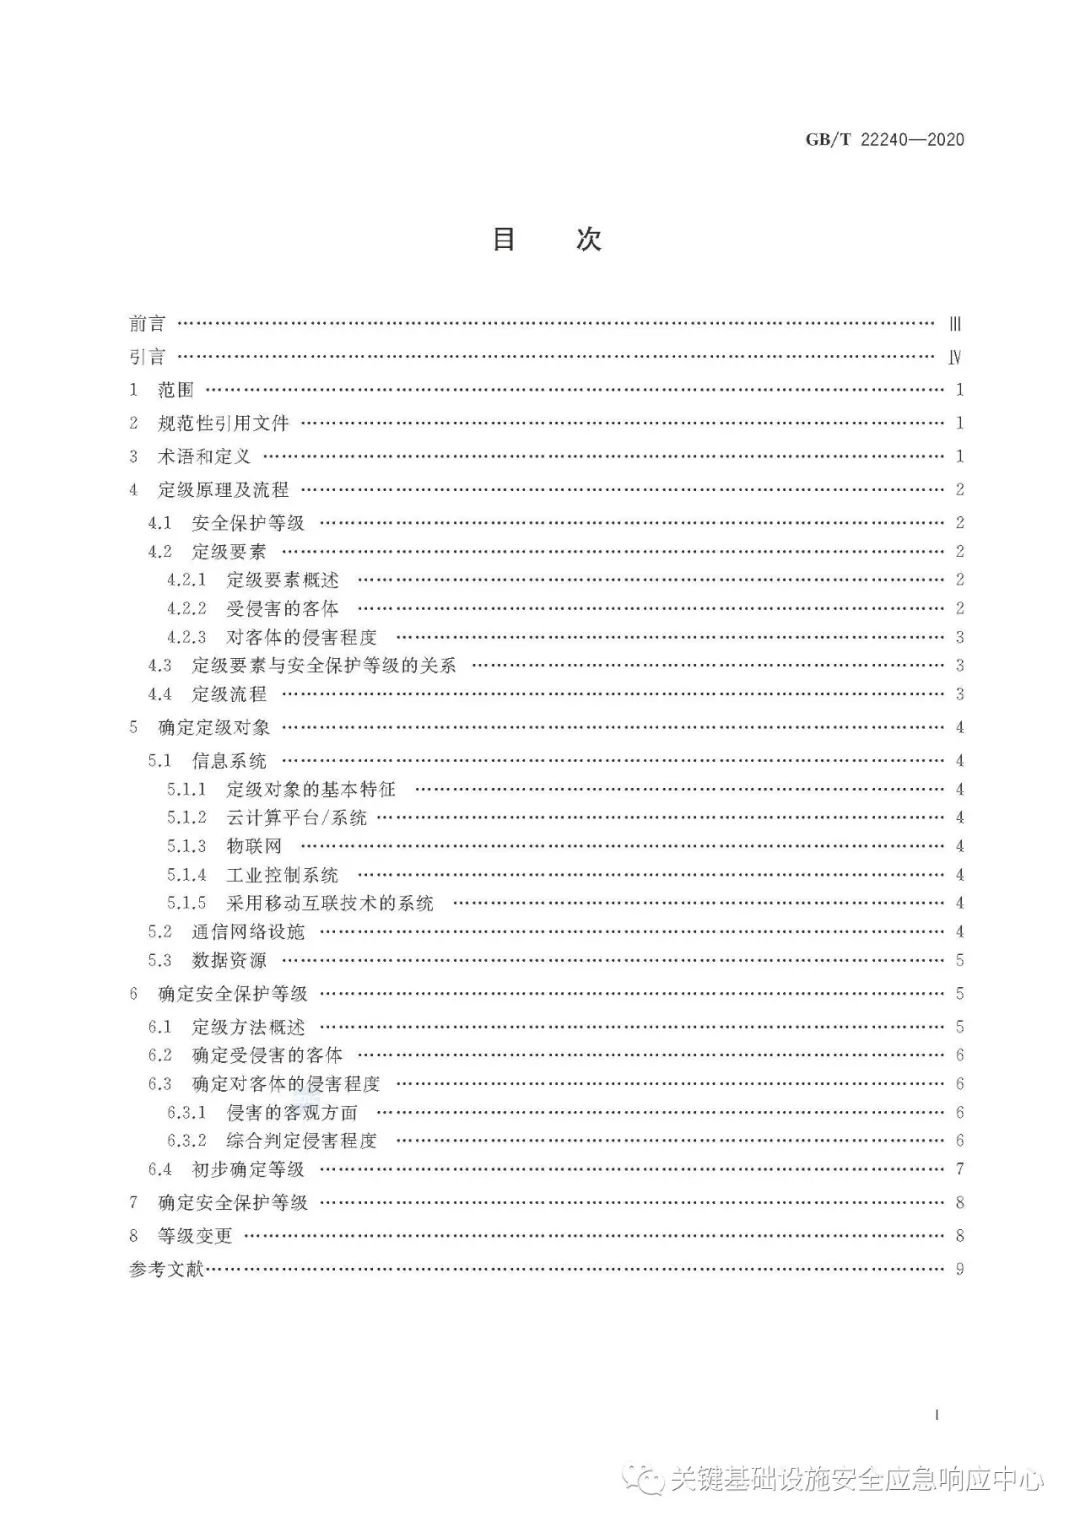 GB/T 22240—2020
目 次
前言 …………………………………………………………………………………………………………… Ⅲ
引言 …………………………………………………………………………………………………………… Ⅳ
1 范围 ………………………………………………………………………………………………………… 1
2 规范性引用文件 …………………………………………………………………………………………… 1
3 术语和定义 ………………………………………………………………………………………………… 1
4 定级原理及流程 …………………………………………………………………………………………… 2
4.1 安全保护等级 …………………………………………………………………………………………… 2
4.2 定级要素 ………………………………………………………………………………………………… 2
4.2.1 定级要素概述 ………………………………………………………………………………………… 2
4.2.2 受侵害的客体 ………………………………………………………………………………………… 2
4.2.3 对客体的侵害程度 …………………………………………………………………………………… 3
4.3 定级要素与安全保护等级的关系 ……………………………………………………………………… 3
4.4 定级流程 ………………………………………………………………………………………………… 3
5 确定定级对象 ……………………………………………………………………………………………… 4
5.1 信息系统 ………………………………………………………………………………………………… 4
5.1.1 定级对象的基本特征 ………………………………………………………………………………… 4
5.1.2 云计算平台/系统 ……………………………………………………………………………………… 4
5.1.3 物联网 ………………………………………………………………………………………………… 4
5.1.4 工业控制系统 ………………………………………………………………………………………… 4
5.1.5 采用移动互联技术的系统 …………………………………………………………………………… 4
5.2 通信网络设施 …………………………………………………………………………………………… 4
5.3 数据资源 ………………………………………………………………………………………………… 5
6 确定安全保护等级 ………………………………………………………………………………………… 5
6.1 定级方法概述 …………………………………………………………………………………………… 5
6.2 确定受侵害的客体 ……………………………………………………………………………………… 6
6.3 确定对客体的侵害程度 ………………………………………………………………………………… 6
6.3.1 侵害的客观方面 ……………………………………………………………………………………… 6
6.3.2 综合判定侵害程度 …………………………………………………………………………………… 6
6.4 初步确定等级 …………………………………………………………………………………………… 7
7 确定安全保护等级 ………………………………………………………………………………………… 8
8 等级变更 …………………………………………………………………………………………………… 8
参考文献 ……………………………………………………………………………………………………… 9
Ⅰ
关键基础设施安全应急响应中心